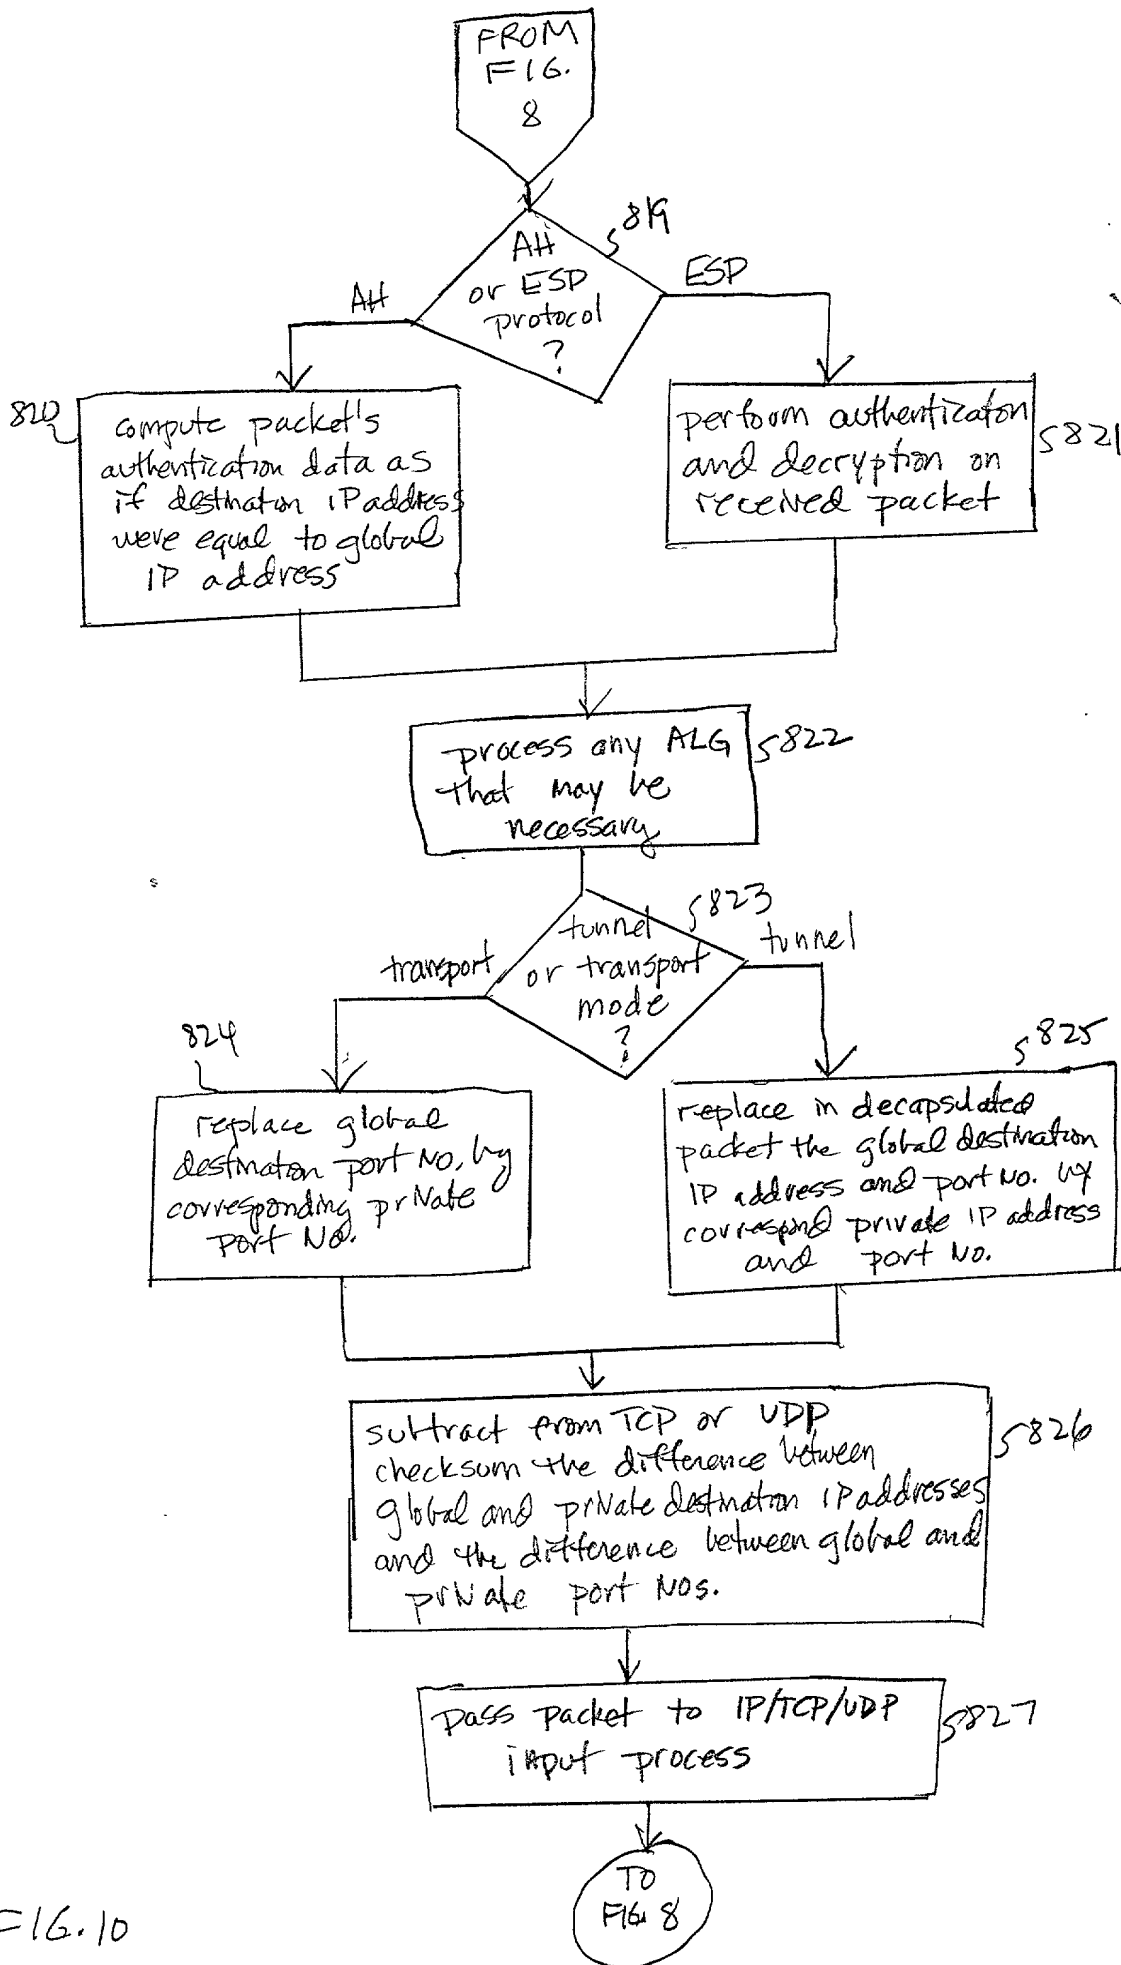 FROM
FIG.
8
819
AH
or ESP
protocol
?
AH
ESP
820
compute packet's
authentication data as
if destination IP address
were equal to global
IP address
perform authenticaton
and decryption on
received packet
821
process any ALG
that may be
necessary
822
823
tunnel
or transport
mode
?
transport
tunnel
824
replace global
destination port No. by
corresponding private
port No.
825
replace in decapsulated
packet the global destination
IP address and port No. by
correspond private IP address
and port No.
subtract from TCP or UDP
checksum the difference between
global and private destination IP addresses
and the difference between global and
private port Nos.
826
pass packet to IP/TCP/UDP
input process
827
TO
FIG. 8
FIG. 10